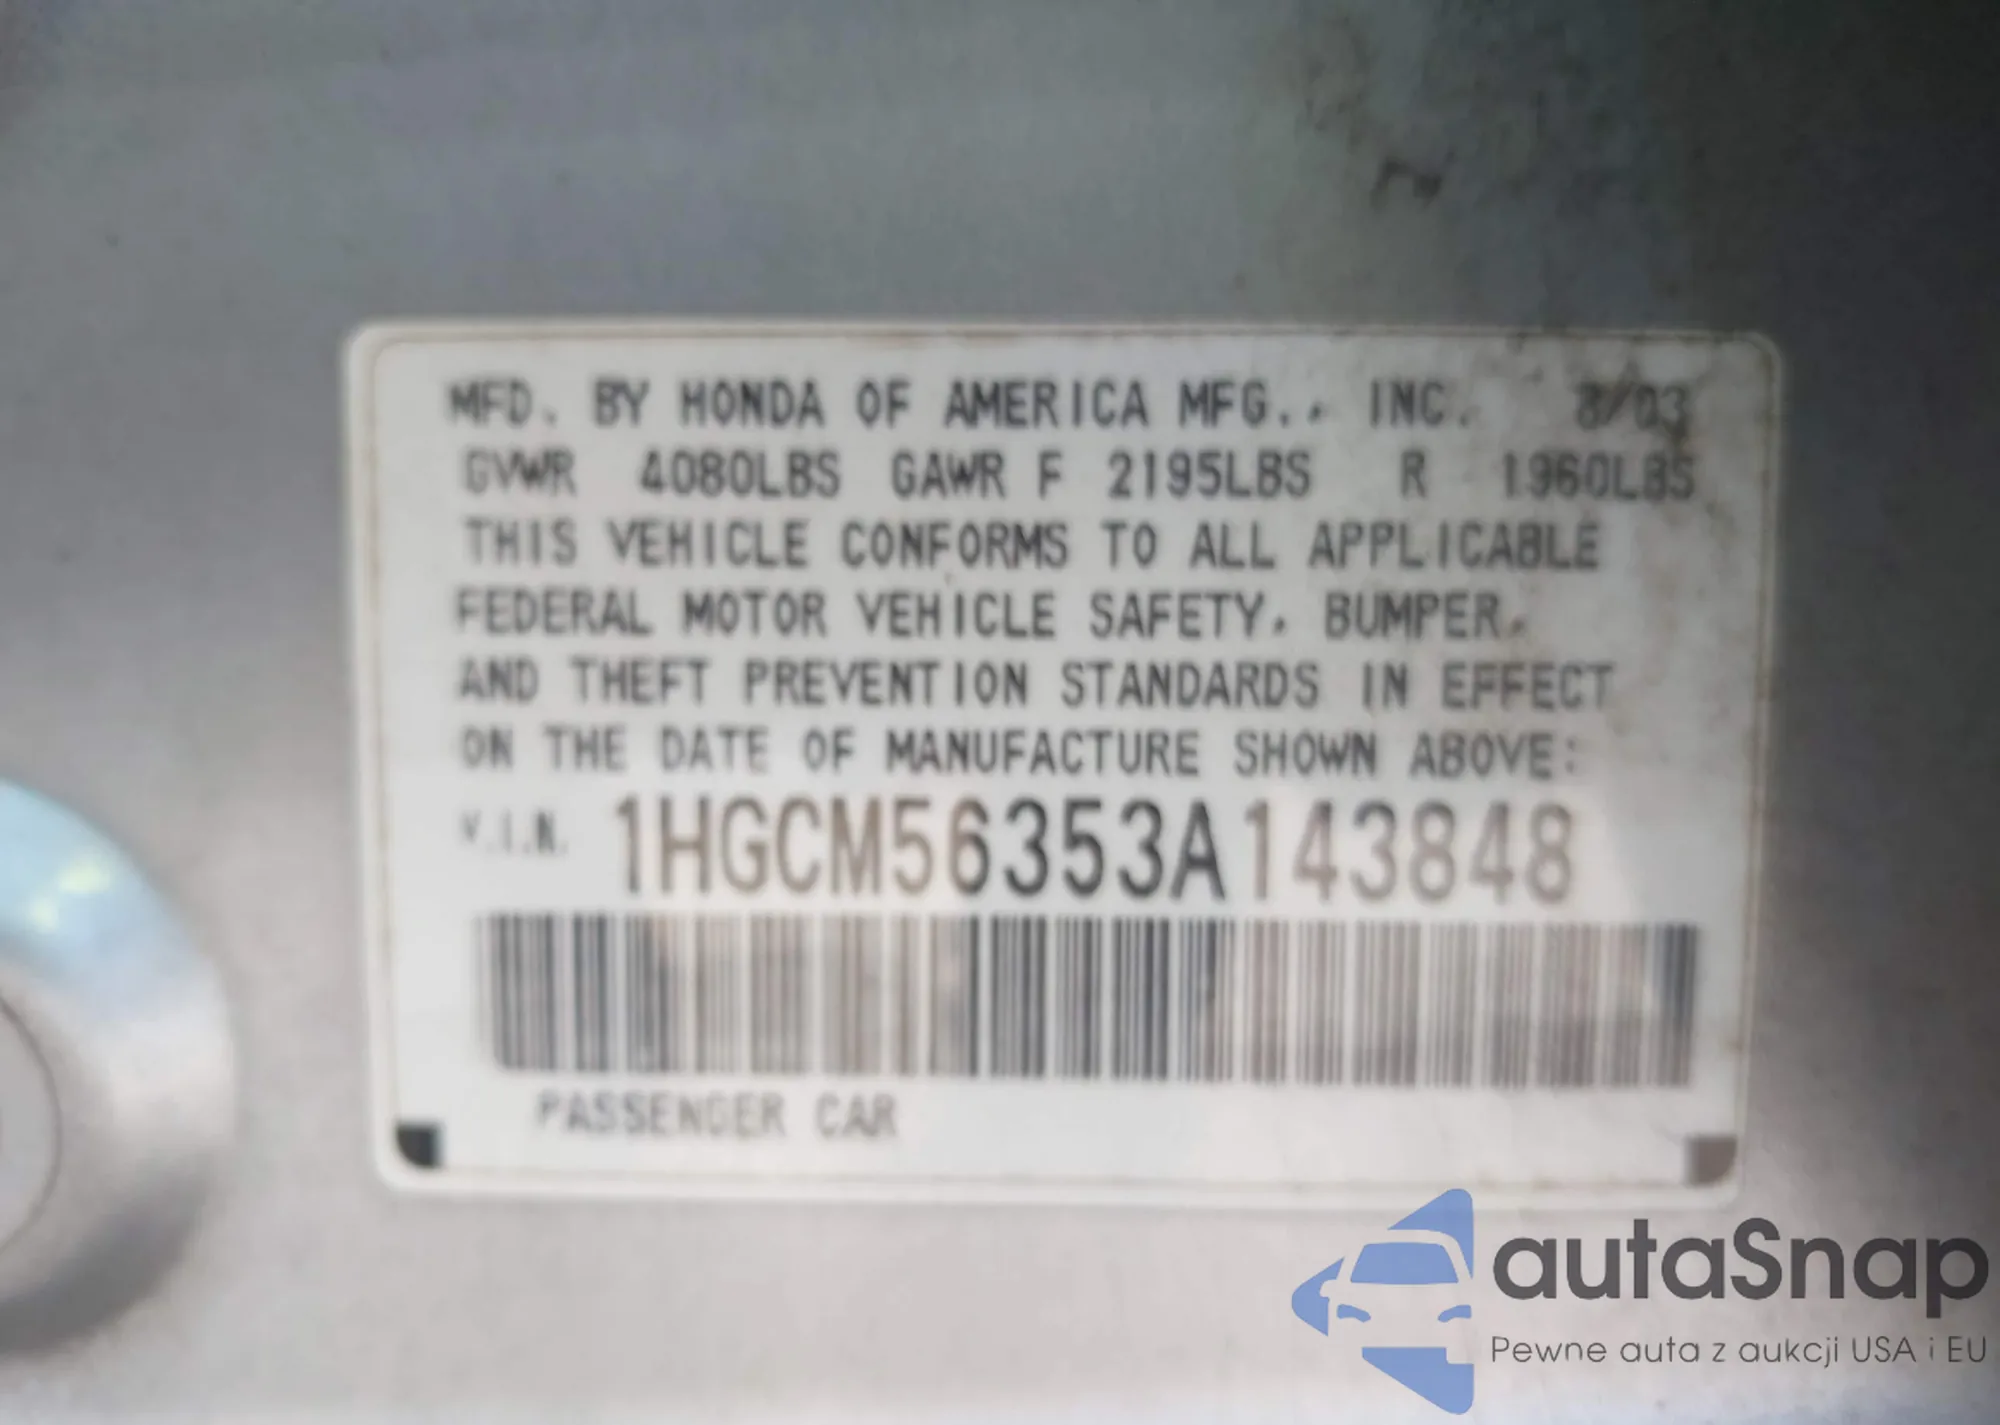 MFD. BY HONDA OF AMERICA MFG., INC. 8/03
GVWR 4080LBS GAWR F 2195LBS R 1960LBS
THIS VEHICLE CONFORMS TO ALL APPLICABLE
FEDERAL MOTOR VEHICLE SAFETY, BUMPER,
AND THEFT PREVENTION STANDARDS IN EFFECT
ON THE DATE OF MANUFACTURE SHOWN ABOVE:
V.I.N. 1HGCM56353A143848
PASSENGER CAR
autaSnap
Pewne auta z aukcji USA i EU